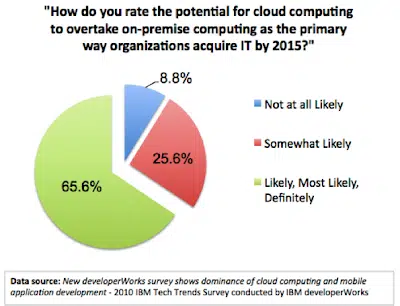 "How do you rate the potential for cloud computing
to overtake on-premise computing as the primary
way organizations acquire IT by 2015?"
8.8%
25.6%
65.6%
Not at all Likely
Somewhat Likely
Likely, Most Likely,
Definitely
Data source: New developerWorks survey shows dominance of cloud computing and mobile
application development - 2010 IBM Tech Trends Survey conducted by IBM developerWorks